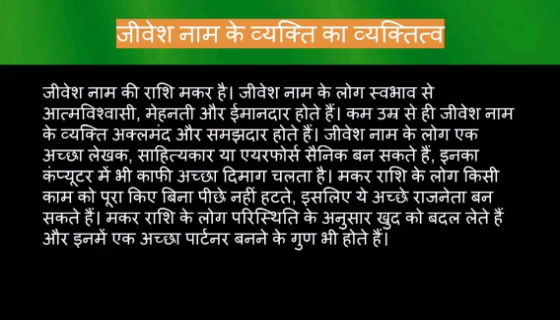 जीवेश नाम के व्यक्ति का व्यक्तित्व
जीवेश नाम की राशि मकर है। जीवेश नाम के लोग स्वभाव से
आत्मविश्वासी, मेहनती और ईमानदार होते हैं। कम उम्र से ही जीवेश नाम
के व्यक्ति अक्लमंद और समझदार होते हैं। जीवेश नाम के लोग एक
अच्छा लेखक, साहित्यकार या एयरफोर्स सैनिक बन सकते हैं, इनका
कंप्यूटर में भी काफी अच्छा दिमाग चलता है। मकर राशि के लोग किसी
काम को पूरा किए बिना पीछे नहीं हटते, इसलिए ये अच्छे राजनेता बन
सकते हैं। मकर राशि के लोग परिस्थिति के अनुसार खुद को बदल लेते हैं
और इनमें एक अच्छा पार्टनर बनने के गुण भी होते हैं।